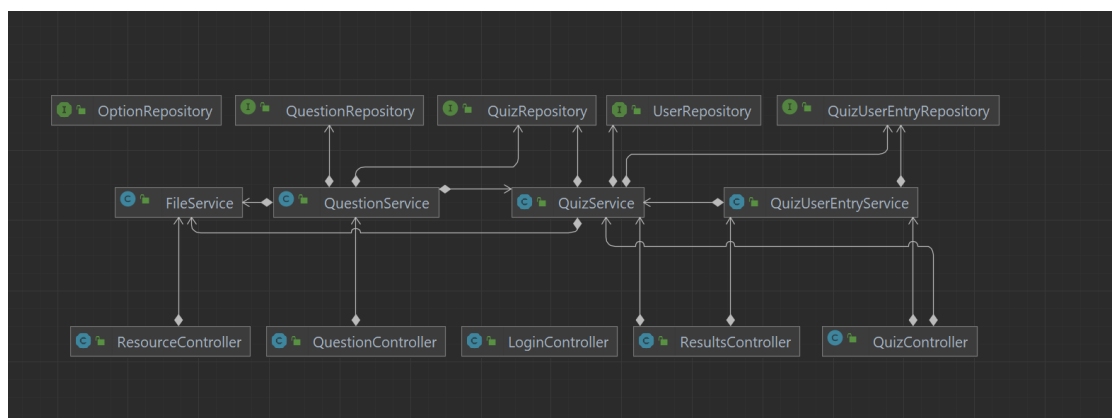 OptionRepository
QuestionRepository
QuizRepository
UserRepository
QuizUserEntryRepository
FileService
QuestionService
QuizService
QuizUserEntryService
ResourceController
QuestionController
LoginController
ResultsController
QuizController